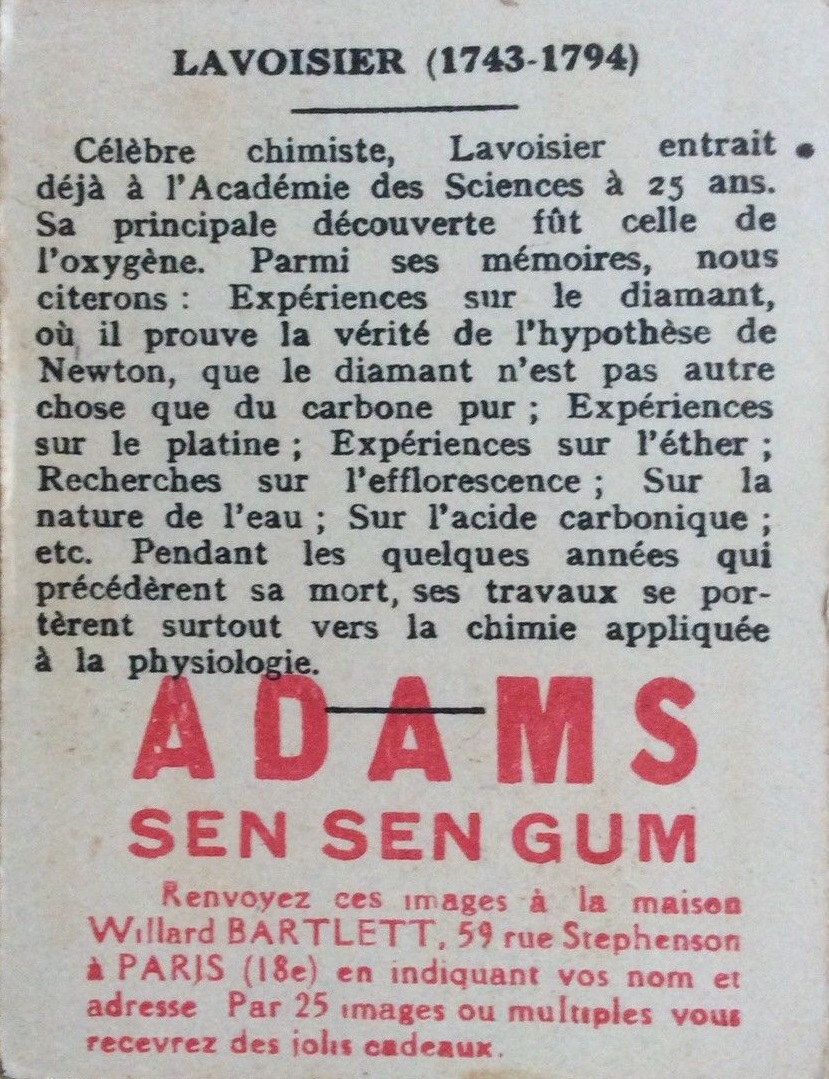 LAVOISIER (1743-1794)
Célèbre chimiste, Lavoisier entrait
déjà à l'Académie des Sciences à 25 ans.
Sa principale découverte fût celle de
l'oxygène. Parmi ses mémoires, nous
citerons : Expériences sur le diamant,
où il prouve la vérité de l'hypothèse de
Newton, que le diamant n'est pas autre
chose que du carbone pur ; Expériences
sur le platine ; Expériences sur l'éther ;
Recherches sur l'efflorescence ; Sur la
nature de l'eau ; Sur l'acide carbonique ;
etc. Pendant les quelques années qui
précédèrent sa mort, ses travaux se por-
tèrent surtout vers la chimie appliquée
à la physiologie.
ADAMS
SEN SEN GUM
Renvoyez ces images à la maison
Willard BARTLETT, 59 rue Stephenson
à PARIS (18e) en indiquant vos nom et
adresse Par 25 images ou multiples vous
recevrez des jolis cadeaux.